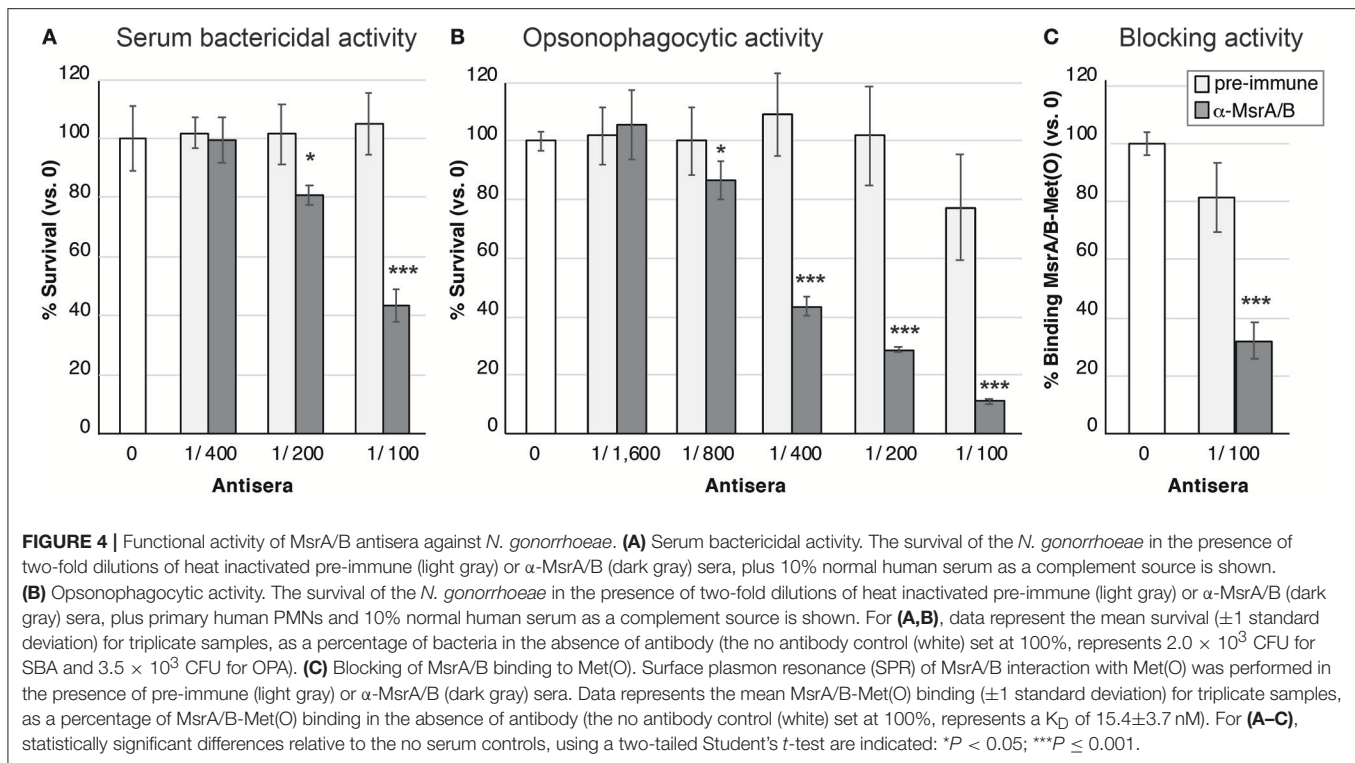 A Serum bactericidal activity
B Opsonophagocytic activity
C Blocking activity
% Survival (vs. 0)
120
100
80
60
40
20
0
*
***
0 1/400 1/200 1/100
Antisera
% Survival (vs. 0)
120
100
80
60
40
20
0
*
***
***
***
0 1/1,600 1/800 1/400 1/200 1/100
Antisera
% Binding MsrA/B-Met(O) (vs. 0)
120
100
80
60
40
20
0
pre-immune
α-MsrA/B
***
0 1/100
Antisera
FIGURE 4 | Functional activity of MsrA/B antisera against N. gonorrhoeae. (A) Serum bactericidal activity. The survival of the N. gonorrhoeae in the presence of
two-fold dilutions of heat inactivated pre-immune (light gray) or α-MsrA/B (dark gray) sera, plus 10% normal human serum as a complement source is shown.
(B) Opsonophagocytic activity. The survival of the N. gonorrhoeae in the presence of two-fold dilutions of heat inactivated pre-immune (light gray) or α-MsrA/B (dark
gray) sera, plus primary human PMNs and 10% normal human serum as a complement source is shown. For (A,B), data represent the mean survival (±1 standard
deviation) for triplicate samples, as a percentage of bacteria in the absence of antibody (the no antibody control (white) set at 100%, represents 2.0 × 10³ CFU for
SBA and 3.5 × 10³ CFU for OPA). (C) Blocking of MsrA/B binding to Met(O). Surface plasmon resonance (SPR) of MsrA/B interaction with Met(O) was performed in
the presence of pre-immune (light gray) or α-MsrA/B (dark gray) sera. Data represents the mean MsrA/B-Met(O) binding (±1 standard deviation) for triplicate samples,
as a percentage of MsrA/B-Met(O) binding in the absence of antibody (the no antibody control (white) set at 100%, represents a K_D of 15.4±3.7 nM). For (A–C),
statistically significant differences relative to the no serum controls, using a two-tailed Student's t-test are indicated: *P < 0.05; ***P ≤ 0.001.